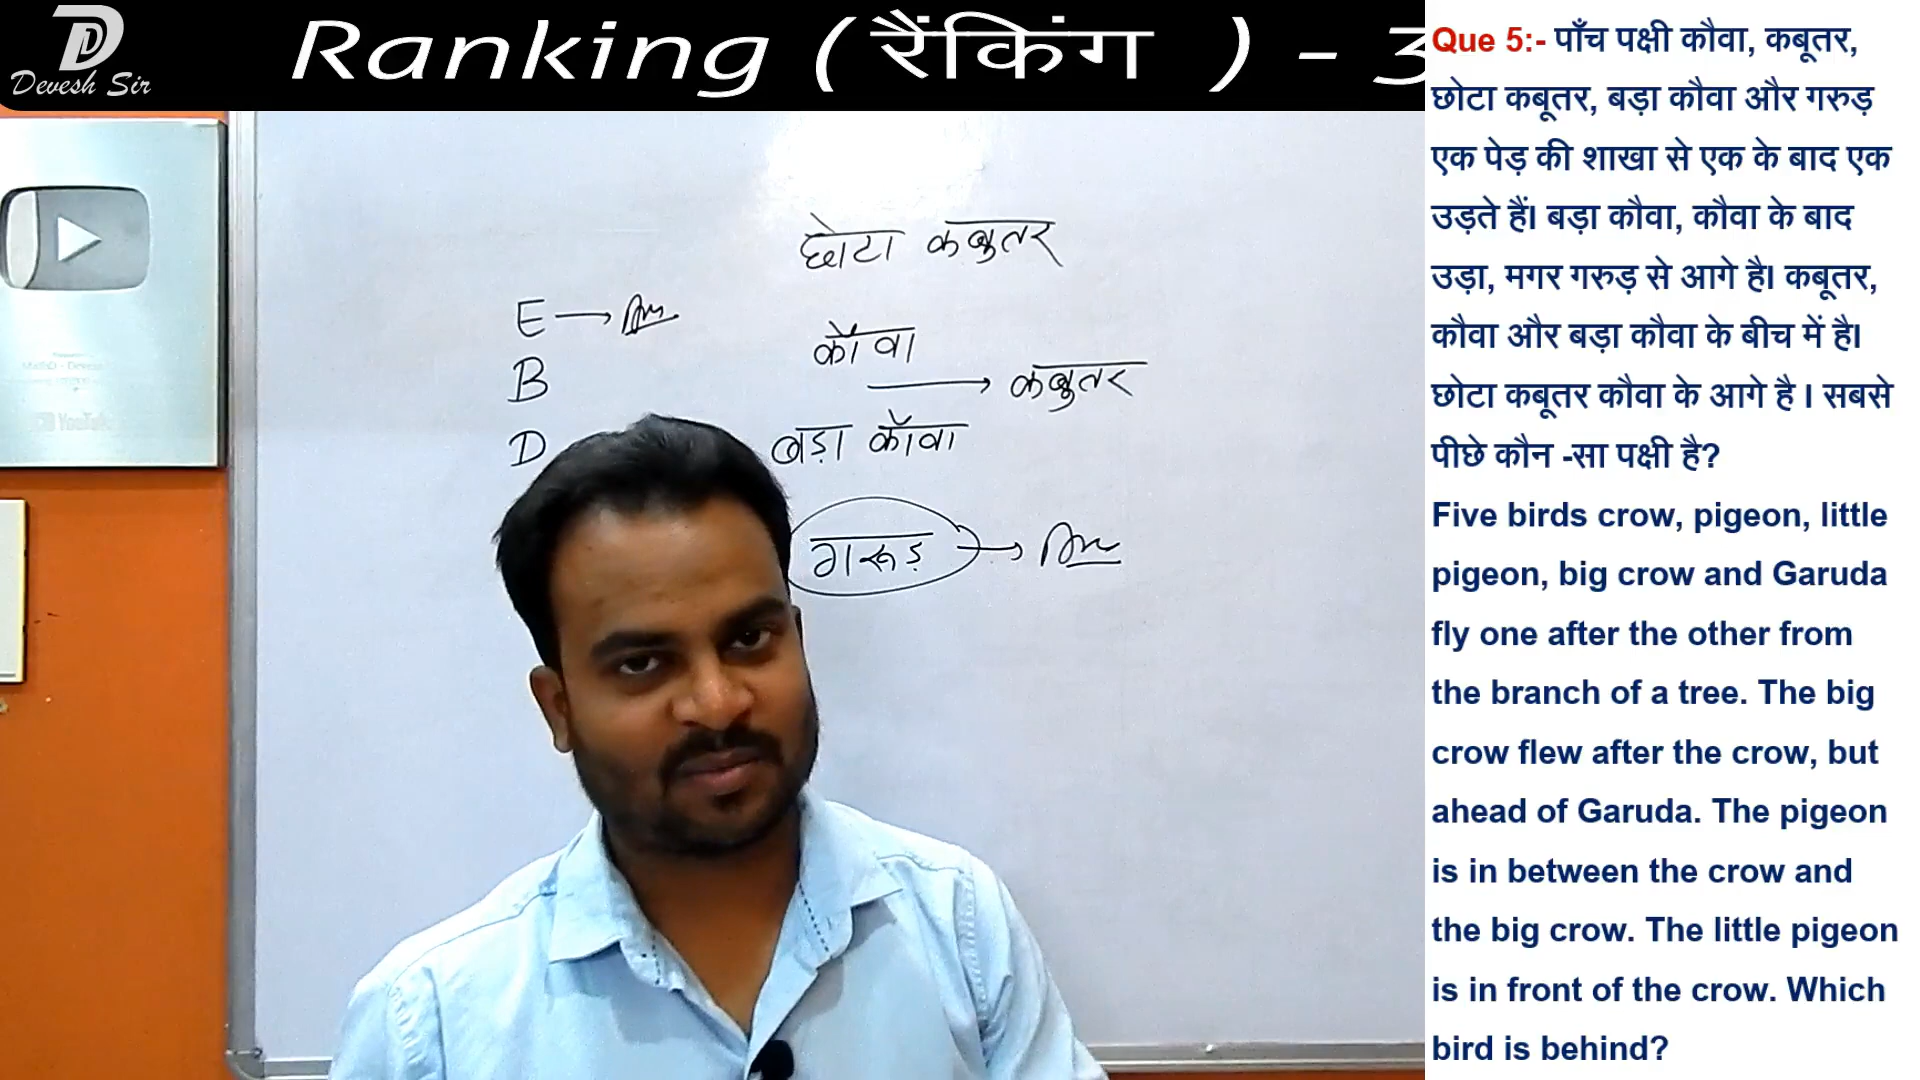 Ranking ( रैंकिंग ) - 3
Devesh Sir
छोटा कबुतर
E → Ans
B
D
कौवा
→ कबुतर
बड़ा कौवा
गरुड़ → Ans
Que 5:- पाँच पक्षी कौवा, कबूतर,
छोटा कबूतर, बड़ा कौवा और गरुड़
एक पेड़ की शाखा से एक के बाद एक
उड़ते हैं। बड़ा कौवा, कौवा के बाद
उड़ा, मगर गरुड़ से आगे है। कबूतर,
कौवा और बड़ा कौवा के बीच में है।
छोटा कबूतर कौवा के आगे है । सबसे
पीछे कौन -सा पक्षी है?
Five birds crow, pigeon, little
pigeon, big crow and Garuda
fly one after the other from
the branch of a tree. The big
crow flew after the crow, but
ahead of Garuda. The pigeon
is in between the crow and
the big crow. The little pigeon
is in front of the crow. Which
bird is behind?